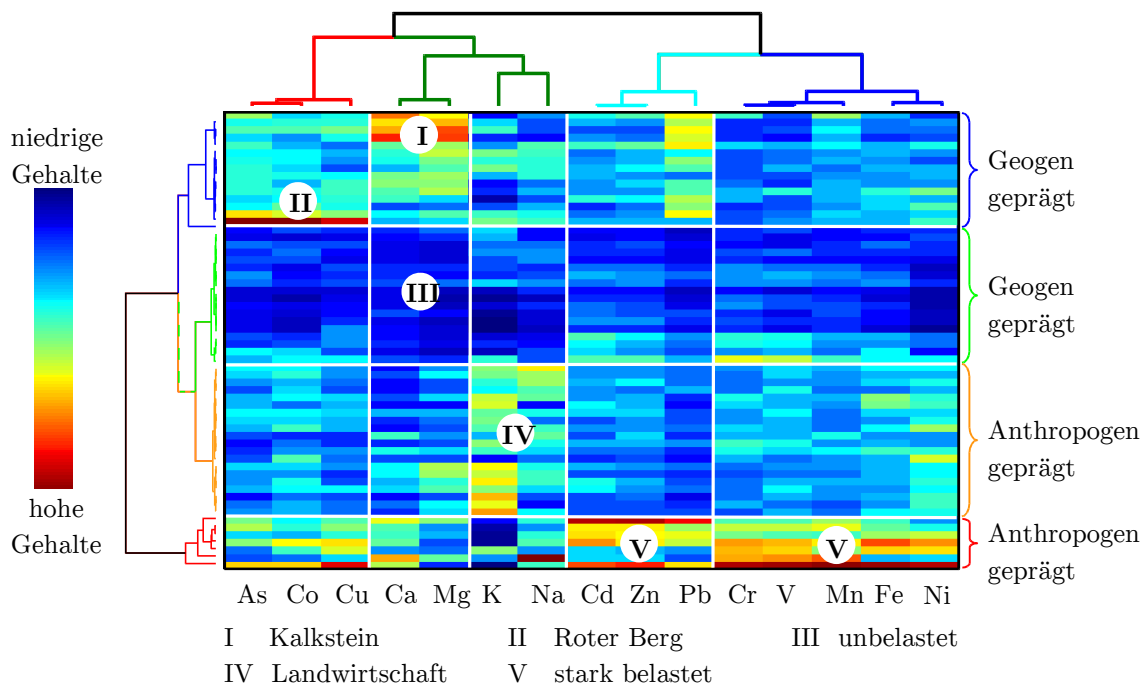 niedrige
Gehalte
hohe
Gehalte
I
II
III
IV
V
V
Geogen
geprägt
Geogen
geprägt
Anthropogen
geprägt
Anthropogen
geprägt
As Co Cu Ca Mg K Na Cd Zn Pb Cr V Mn Fe Ni
I Kalkstein II Roter Berg III unbelastet
IV Landwirtschaft V stark belastet